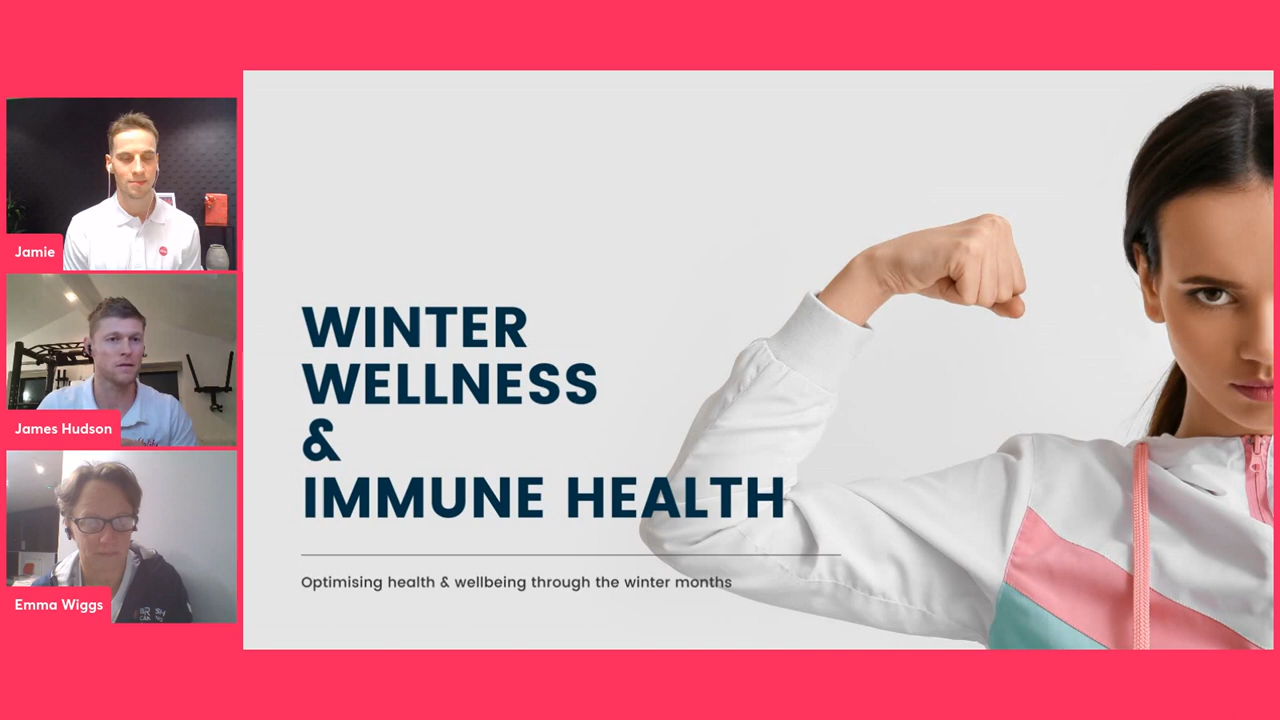 Jamie
James Hudson
Emma Wiggs
WINTER
WELLNESS
&
IMMUNE HEALTH
Optimising health & wellbeing through the winter months